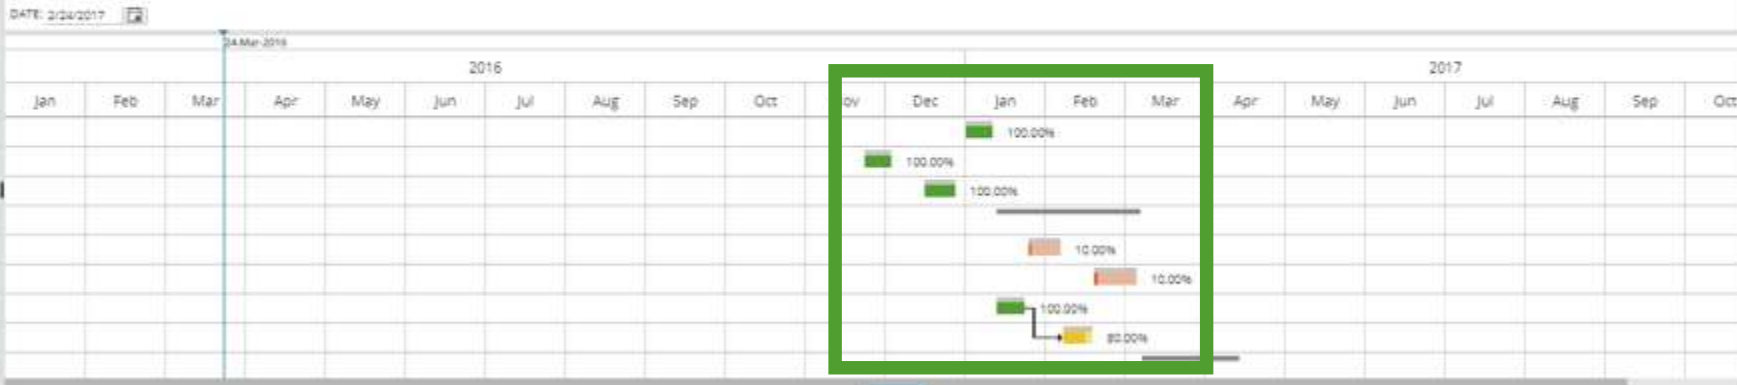 DATE: 2/24/2017
24-Mar-2016
2016 2017
Jan Feb Mar Apr May Jun Jul Aug Sep Oct ov Dec Jan Feb Mar Apr May Jun Jul Aug Sep Oct
100.00%
100.00%
100.00%
10.00%
10.00%
100.00%
80.00%